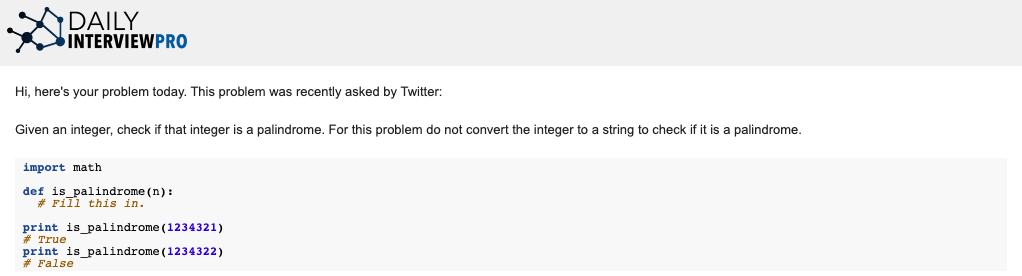 DAILY
INTERVIEWPRO
Hi, here's your problem today. This problem was recently asked by Twitter:
Given an integer, check if that integer is a palindrome. For this problem do not convert the integer to a string to check if it is a palindrome.
import math
def is_palindrome(n):
  # Fill this in.
print is_palindrome(1234321)
# True
print is_palindrome(1234322)
# False